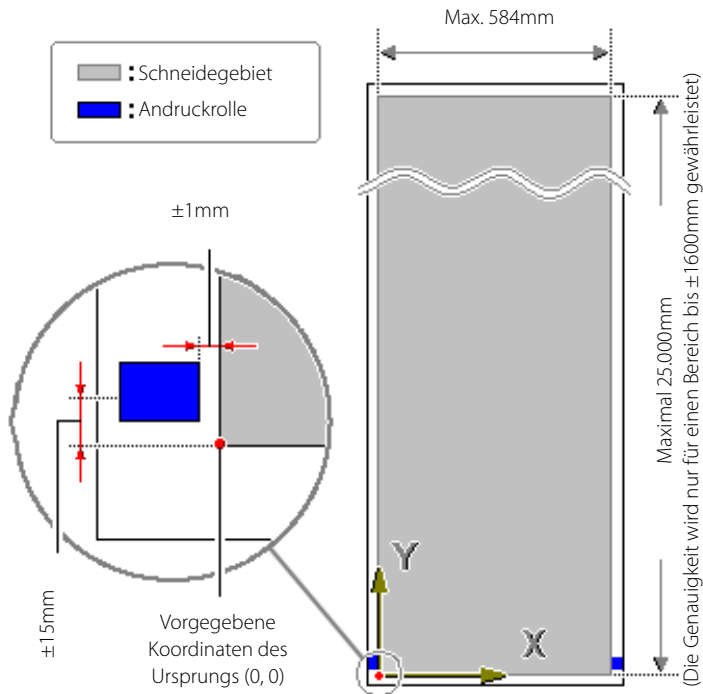 Max. 584mm
: Schneidegebiet
: Andruckrolle
±1mm
Maximal 25.000mm
(Die Genauigkeit wird nur für einen Bereich bis ±1600mm gewährleistet)
Y
X
±15mm
Vorgegebene
Koordinaten des
Ursprungs (0, 0)